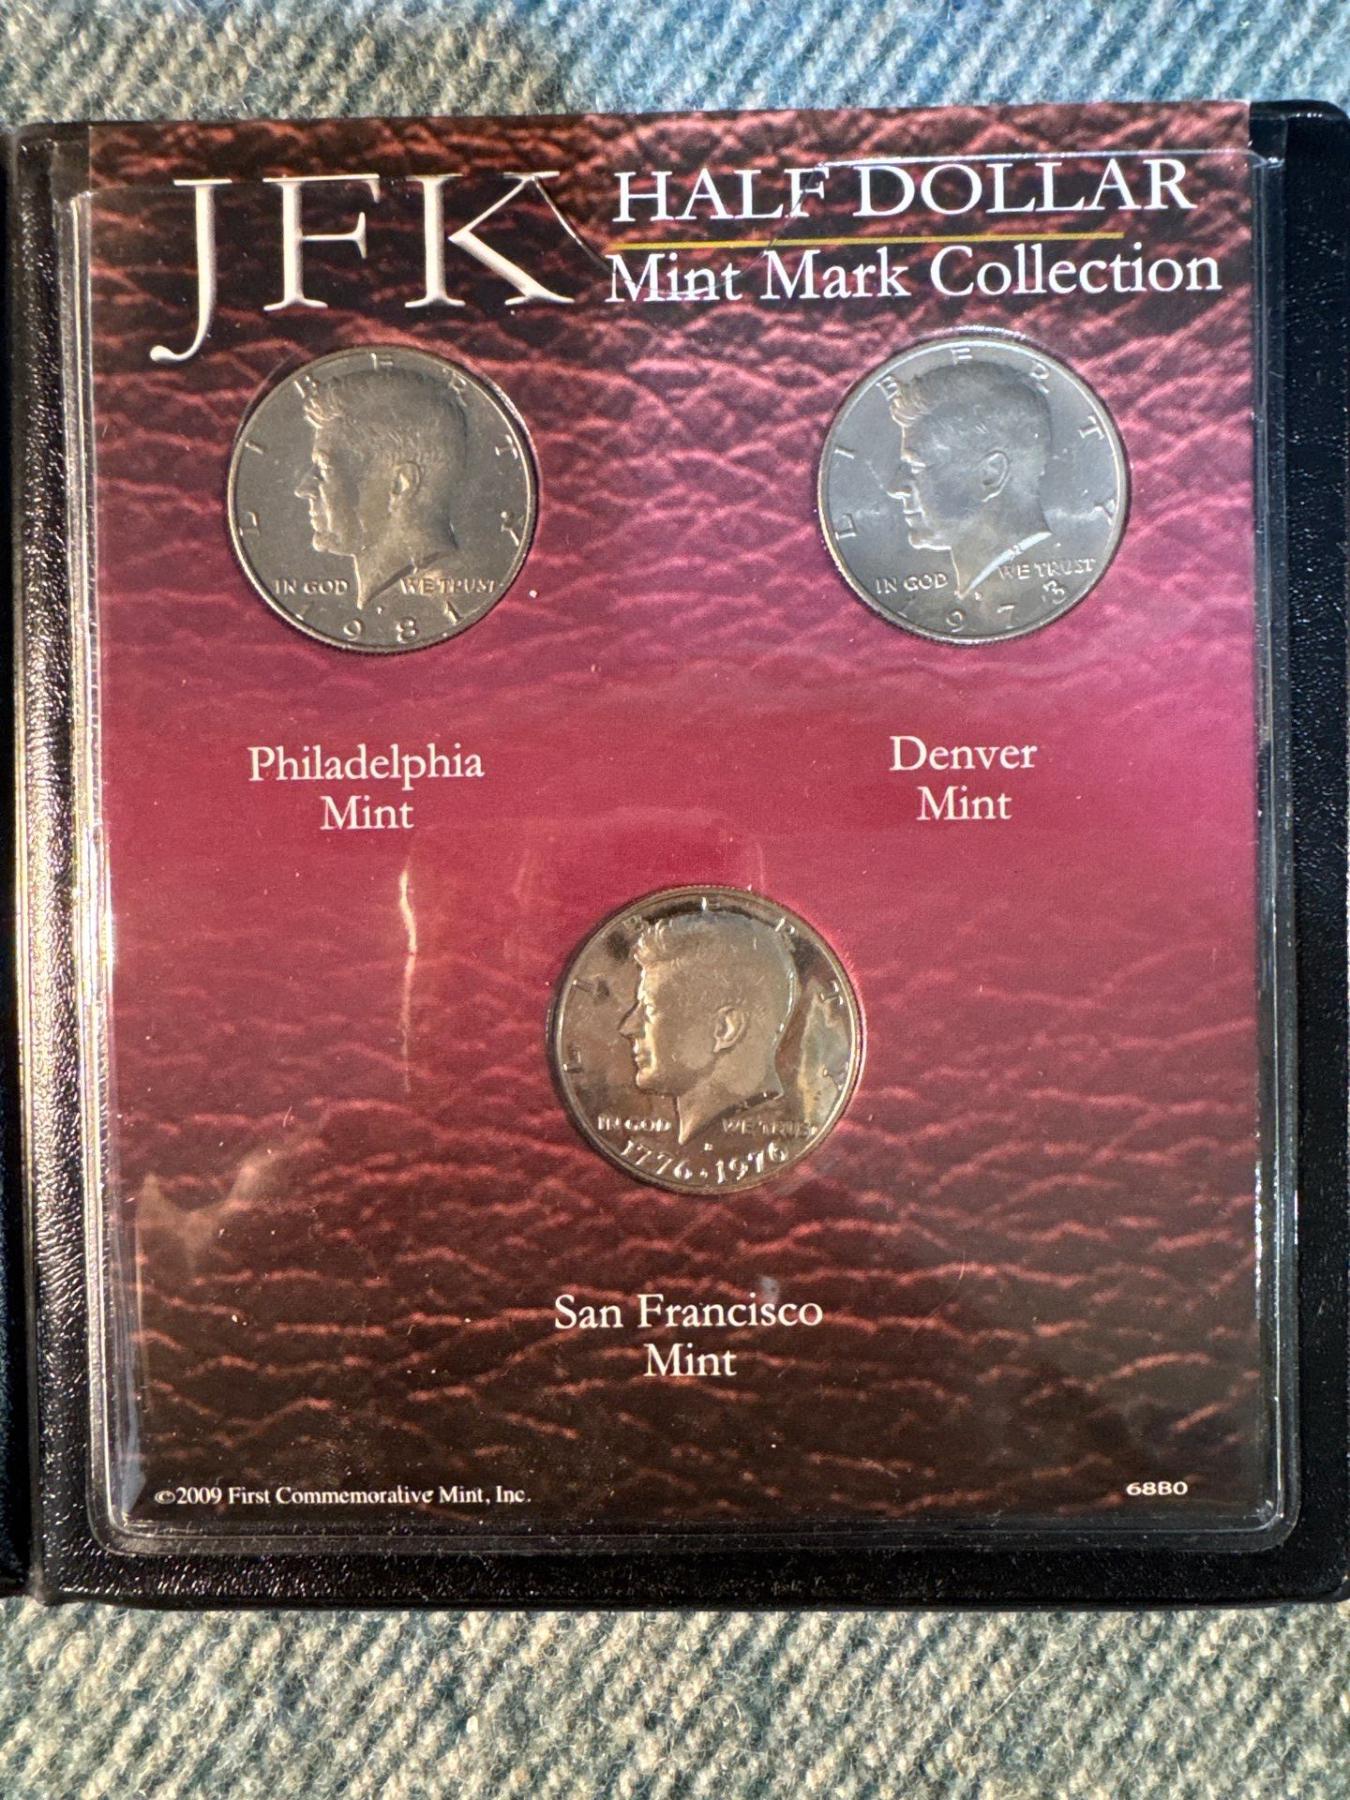 JFK HALF DOLLAR
Mint Mark Collection
LIBERTY
IN GOD WE TRUST
1981
LIBERTY
IN GOD WE TRUST
1973
Philadelphia
Mint
Denver
Mint
LIBERTY
IN GOD WE TRUST
1776 · 1976
San Francisco
Mint
©2009 First Commemorative Mint, Inc.
68B0